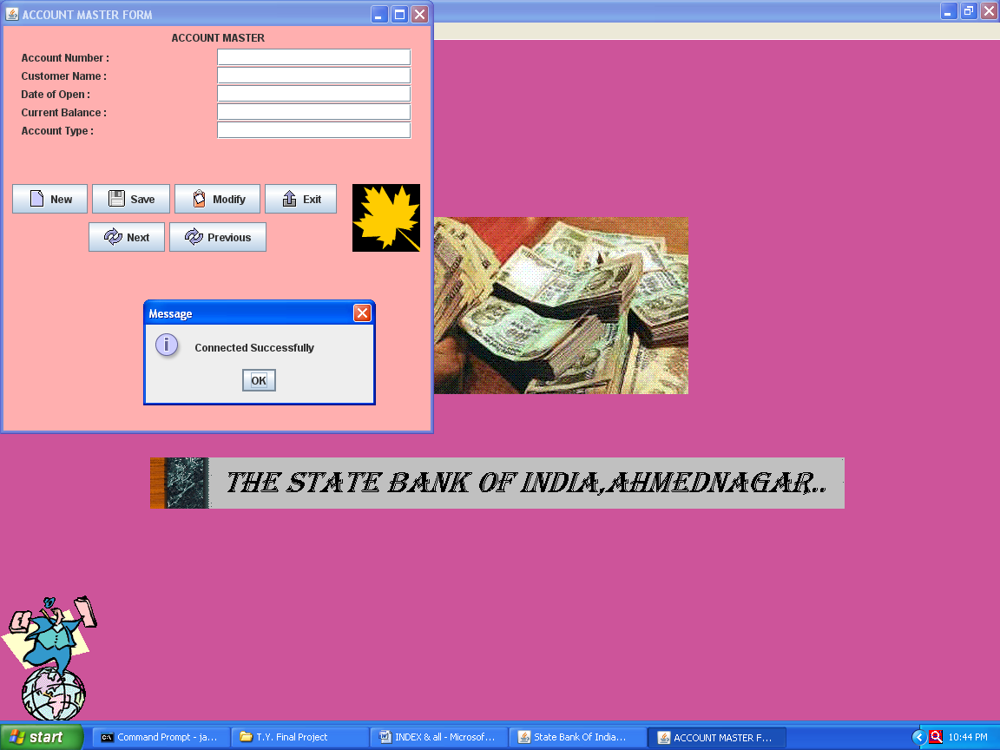 ACCOUNT MASTER FORM
ACCOUNT MASTER
Account Number :
Customer Name :
Date of Open :
Current Balance :
Account Type :
New Save Modify Exit
Next Previous
Message
Connected Successfully
OK
THE STATE BANK OF INDIA,AHMEDNAGAR..
start Command Prompt - ja... T.Y. Final Project INDEX & all - Microsof... State Bank Of India... ACCOUNT MASTER F... 10:44 PM